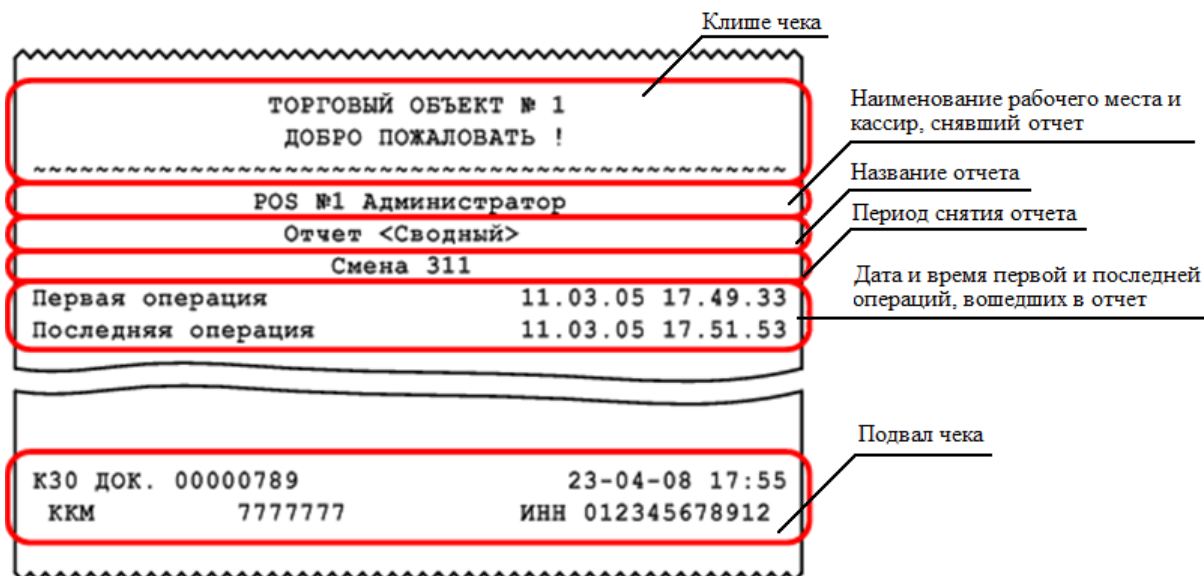 Клише чека
ТОРГОВЫЙ ОБЪЕКТ № 1
ДОБРО ПОЖАЛОВАТЬ !
~~~~~~~~~~~~~~~~~~~~~~~~~~~~~~~~~~~~~~~~~~~~~~~~
Наименование рабочего места и
кассир, снявший отчет
POS №1 Администратор
Название отчета
Отчет <Сводный>
Период снятия отчета
Смена 311
Дата и время первой и последней
операций, вошедших в отчет
Первая операция 11.03.05 17.49.33
Последняя операция 11.03.05 17.51.53
Подвал чека
К30 ДОК. 00000789 23-04-08 17:55
ККМ 7777777 ИНН 012345678912